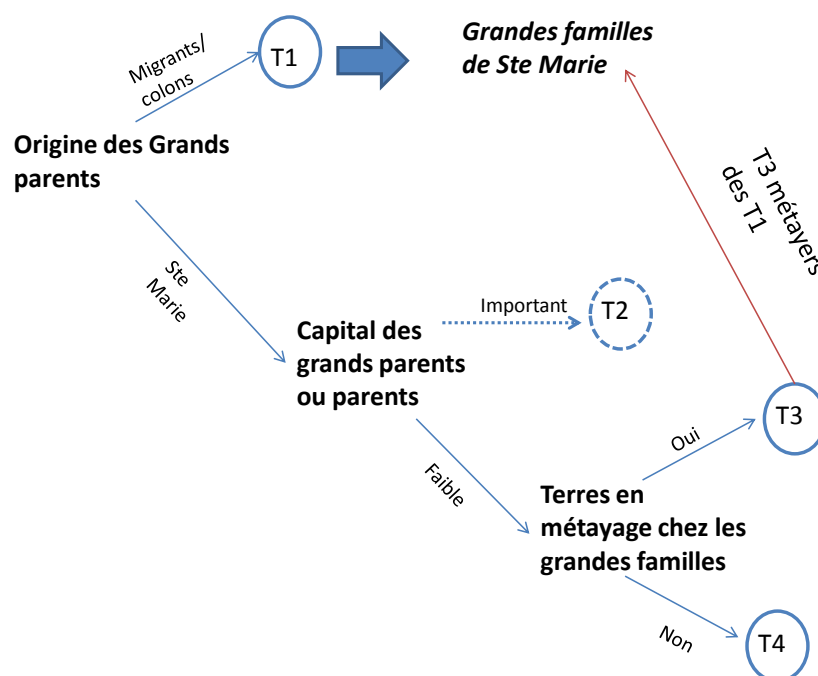 Migrants/
colons
T1
Grandes familles
de Ste Marie
Origine des Grands
parents
T3 métayers
des T1
Ste
Marie
Important
T2
Capital des
grands parents
ou parents
Faible
Oui
T3
Terres en
métayage chez les
grandes familles
Non
T4